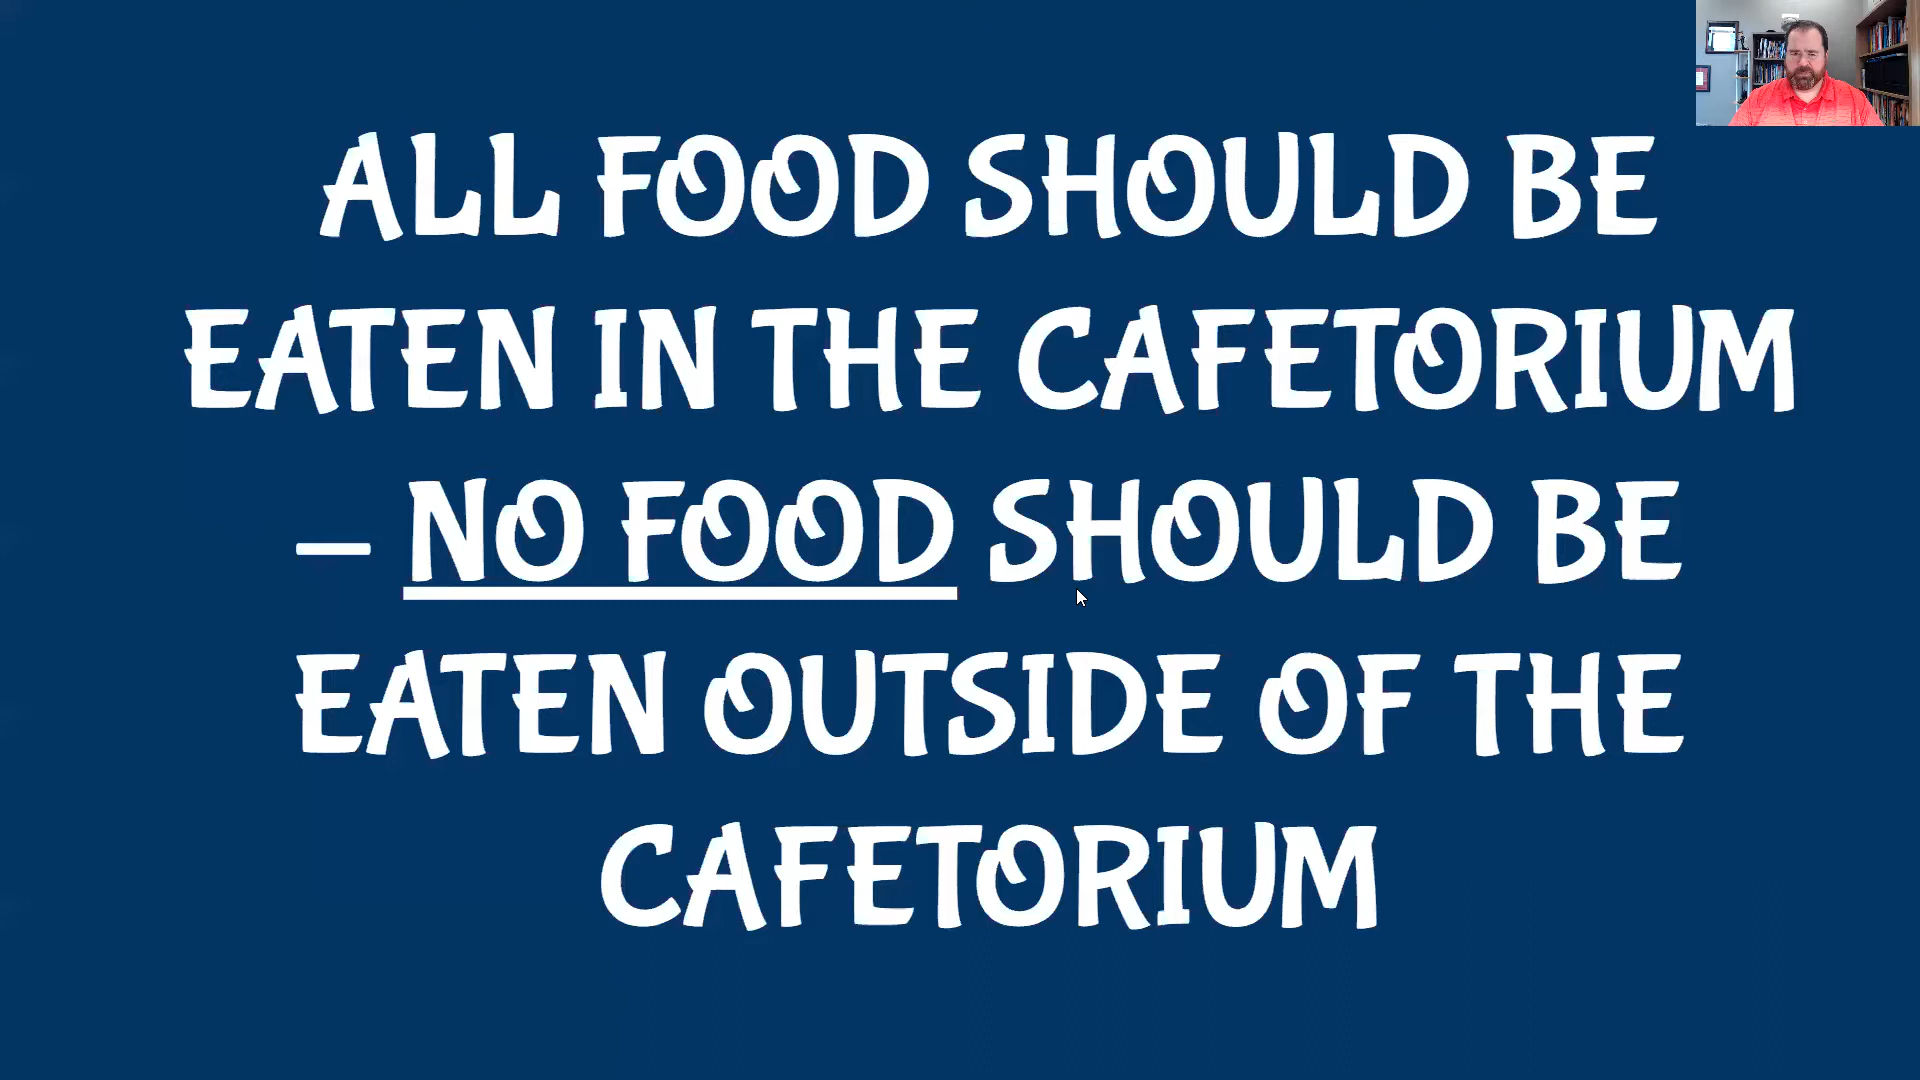 ALL FOOD SHOULD BE
EATEN IN THE CAFETORIUM
– NO FOOD SHOULD BE
EATEN OUTSIDE OF THE
CAFETORIUM